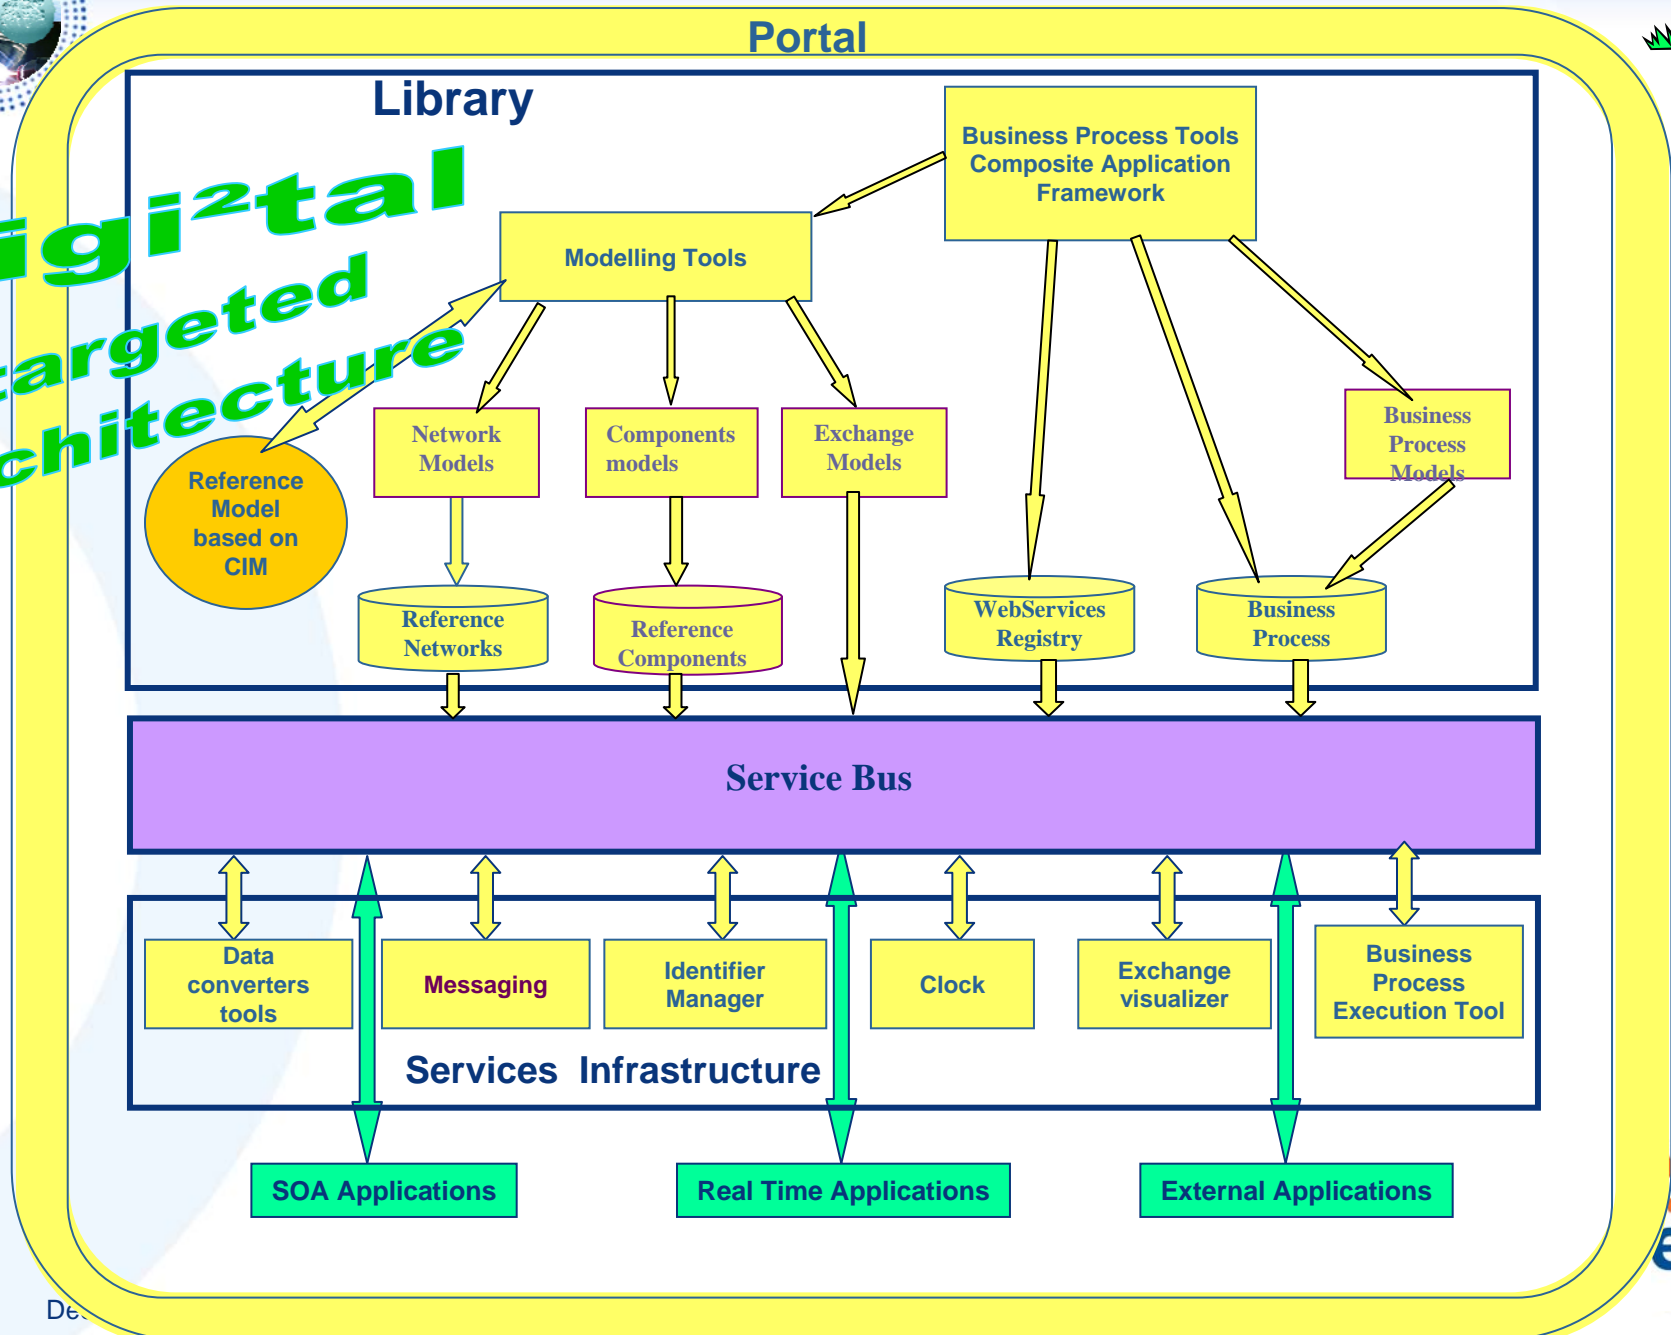 Portal
Library
Business Process Tools
Composite Application
Framework
igi²tal
targeted
chitecture
Modelling Tools
Network
Models
Components
models
Exchange
Models
Business
Process
Models
Reference
Model
based on
CIM
Reference
Networks
Reference
Components
WebServices
Registry
Business
Process
Service Bus
Data
converters
tools
Messaging
Identifier
Manager
Clock
Exchange
visualizer
Business
Process
Execution Tool
Services Infrastructure
SOA Applications
Real Time Applications
External Applications